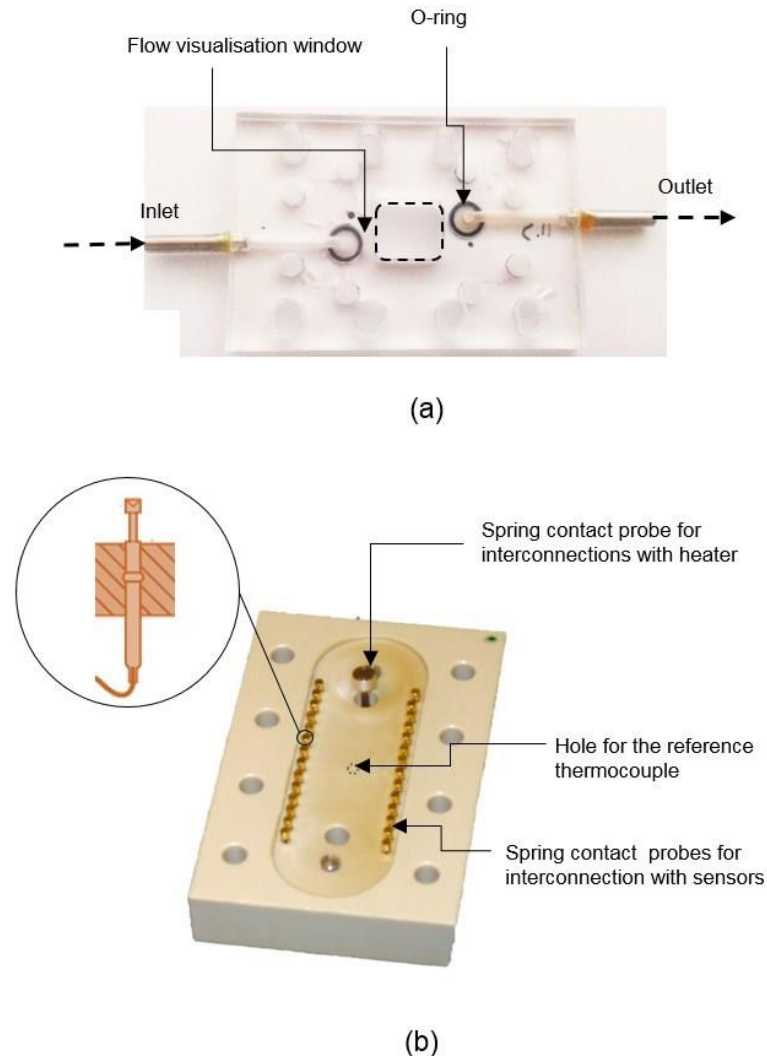 O-ring
Flow visualisation window
Inlet
Outlet
(a)
Spring contact probe for
interconnections with heater
Hole for the reference
thermocouple
Spring contact probes for
interconnection with sensors
(b)